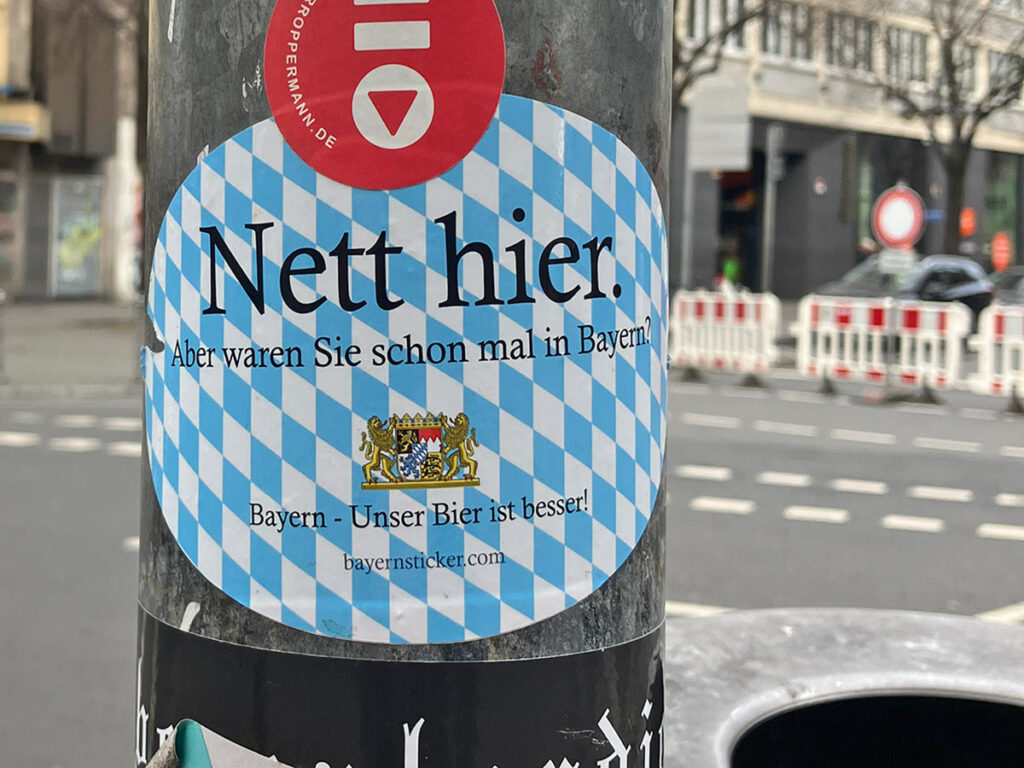 ROPPERMANN.DE
Nett hier.
Aber waren Sie schon mal in Bayern?
Bayern - Unser Bier ist besser!
bayernsticker.com